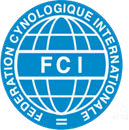 FEDERATION CYNOLOGIQUE INTERNATIONALE
FCI